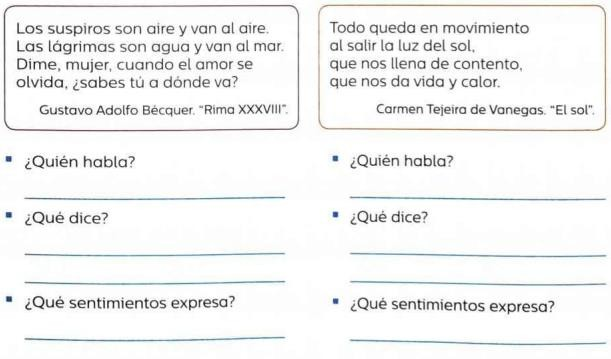 Los suspiros son aire y van al aire.
Las lágrimas son agua y van al mar.
Dime, mujer, cuando el amor se
olvida, ¿sabes tú a dónde va?
Gustavo Adolfo Bécquer. “Rima XXXVIII”.
¿Quién habla?
¿Qué dice?
¿Qué sentimientos expresa?
Todo queda en movimiento
al salir la luz del sol,
que nos llena de contento,
que nos da vida y calor.
Carmen Tejeira de Vanegas. “El sol”.
¿Quién habla?
¿Qué dice?
¿Qué sentimientos expresa?